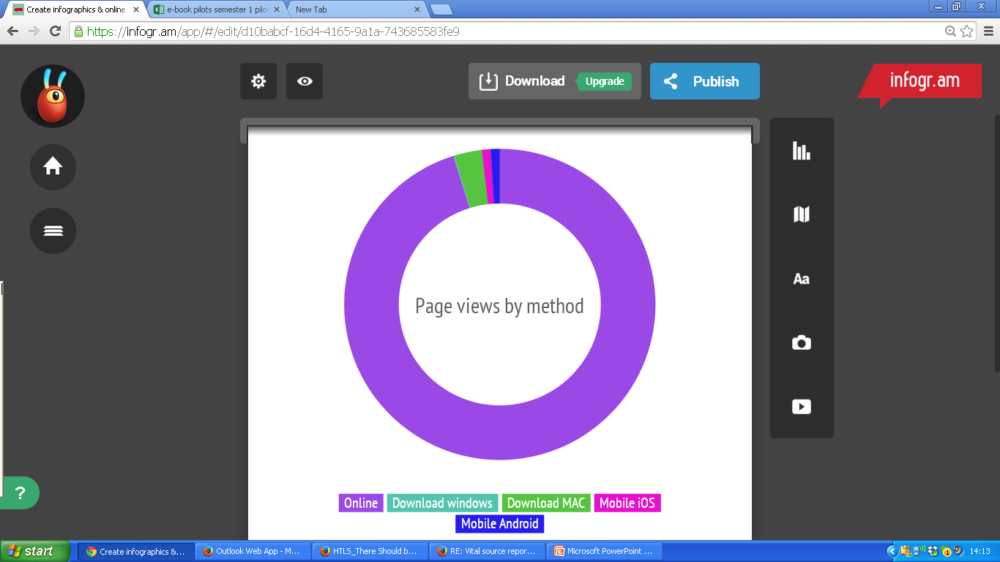 Create infographics & online
e-book pilots semester 1 pilo
New Tab
https://infogr.am/app/#/edit/d10babcf-16d4-4165-9a1a-743685583fe9
Download
Upgrade
Publish
infogr.am
Aa
Page views by method
?
Online Download windows Download MAC Mobile iOS
Mobile Android
start
Create infographics &...
Outlook Web App - M...
HTLS_There Should b...
RE: Vital source repor...
Microsoft PowerPoint ...
14:13